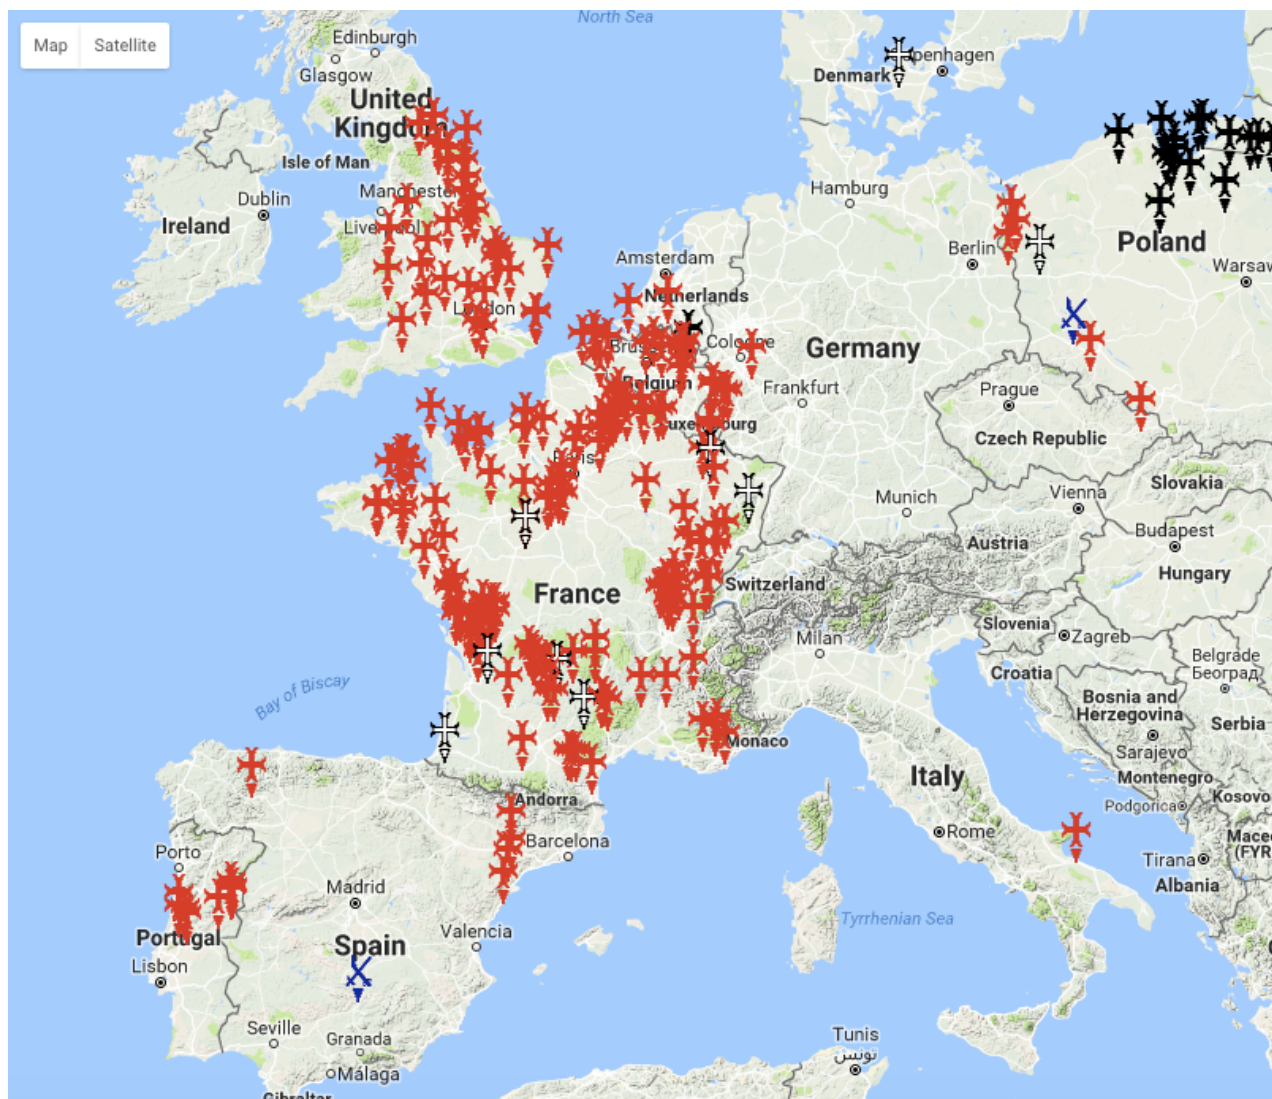 North Sea
Map Satellite
Edinburgh
Glasgow
United
Kingdom
Isle of Man
Manchester
Dublin
Ireland
Liverpool
London
Denmark
Copenhagen
Hamburg
Berlin
Poland
Warsaw
Amsterdam
Netherlands
Brussels
Cologne
Belgium
Germany
Frankfurt
Luxembourg
Paris
Prague
Czech Republic
Munich
Vienna
Slovakia
Budapest
Austria
Hungary
France
Switzerland
Slovenia
Zagreb
Milan
Croatia
Belgrade
Београд
Bosnia and
Herzegovina
Serbia
Sarajevo
Bay of Biscay
Monaco
Italy
Montenegro
Podgorica
Kosovo
Andorra
Barcelona
Rome
Mace
(FYR
Tirana
Albania
Porto
Madrid
Portugal
Spain
Valencia
Lisbon
Tyrrhenian Sea
Seville
Granada
Málaga
Gibraltar
Tunis
تونس